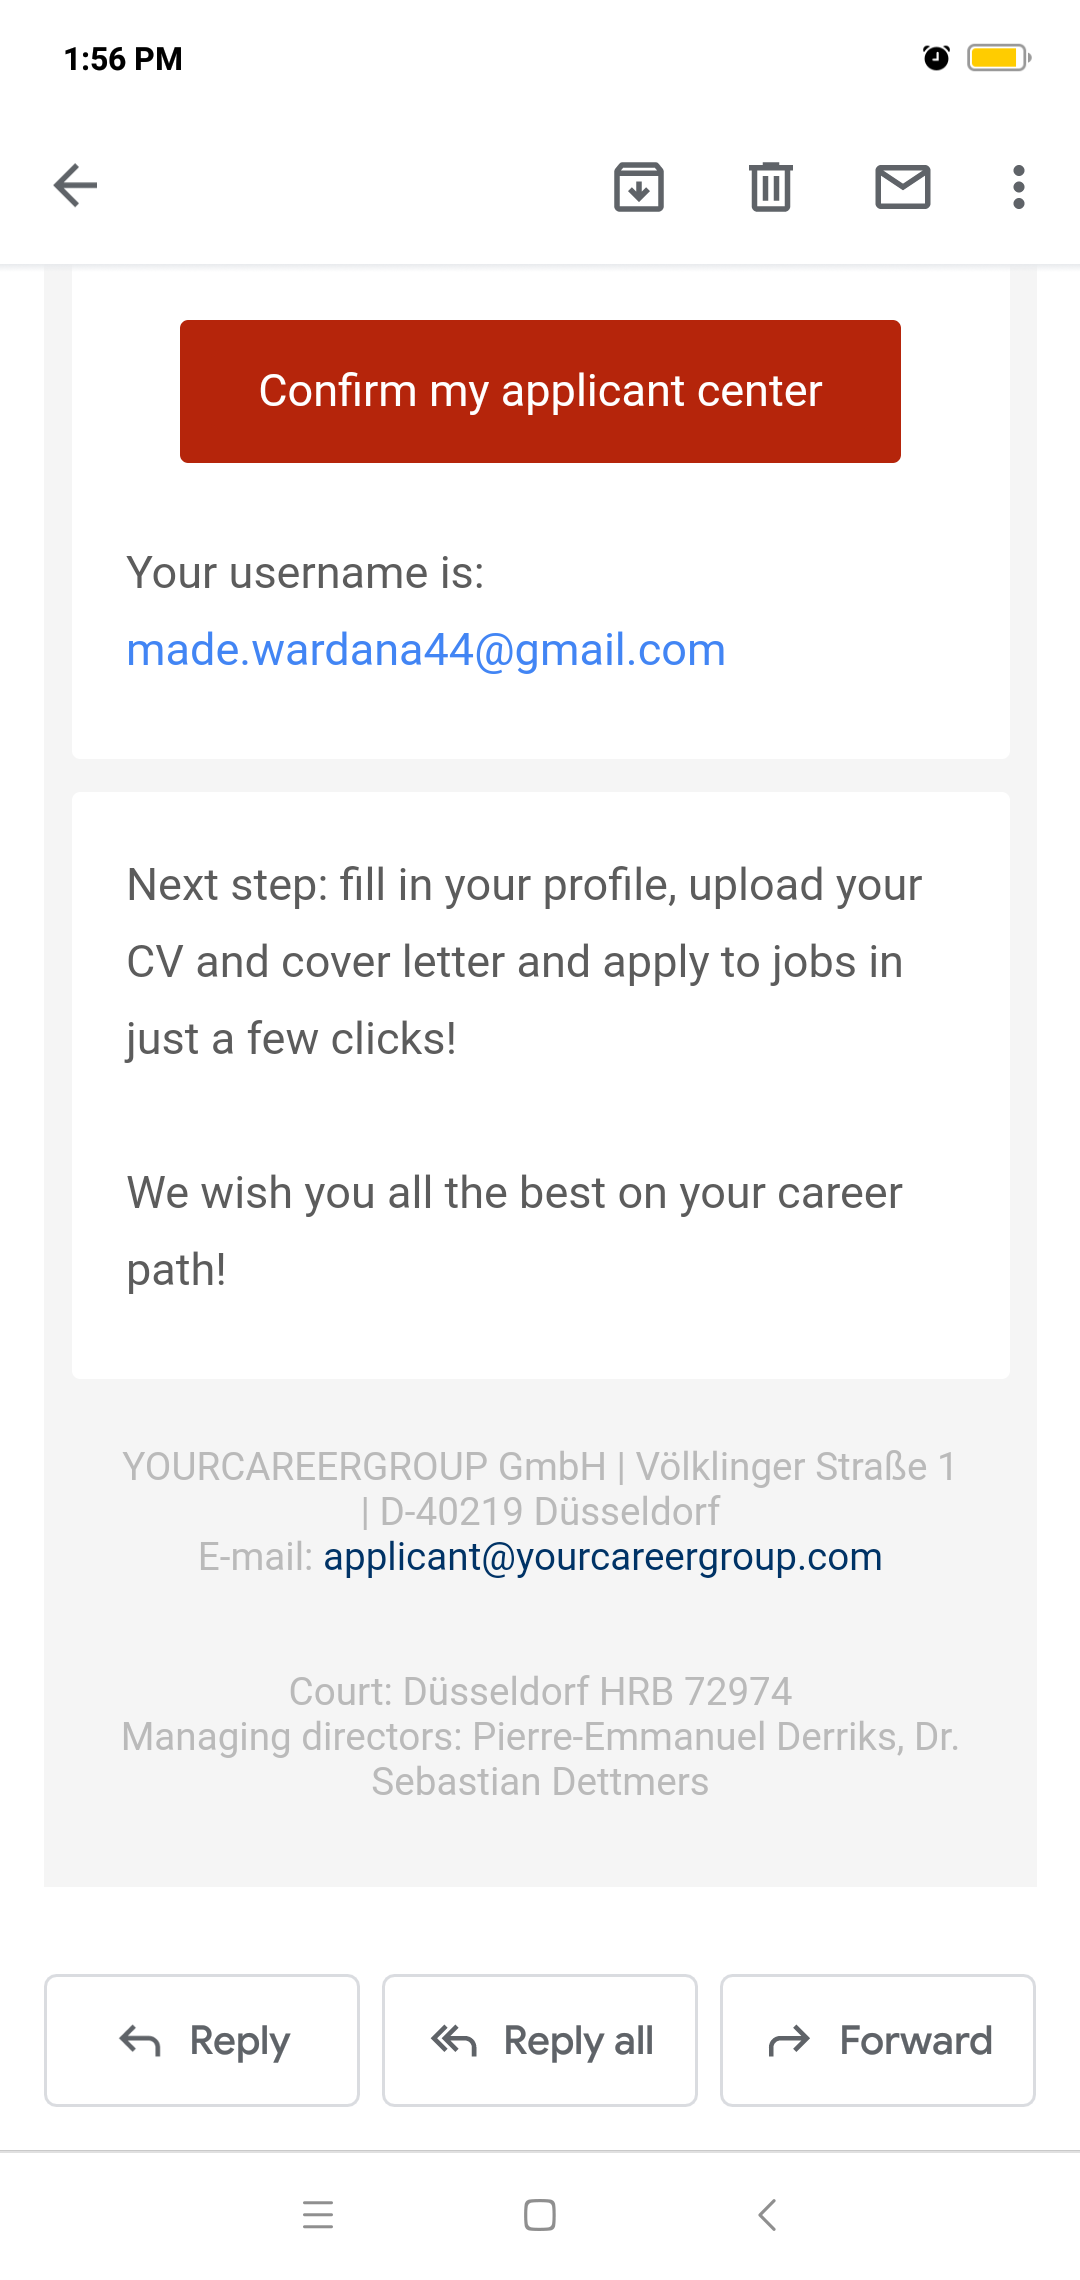 1:56 PM
Confirm my applicant center
Your username is:
made.wardana44@gmail.com
Next step: fill in your profile, upload your
CV and cover letter and apply to jobs in
just a few clicks!
We wish you all the best on your career
path!
YOURCAREERGROUP GmbH | Völklinger Straße 1
| D-40219 Düsseldorf
E-mail: applicant@yourcareergroup.com
Court: Düsseldorf HRB 72974
Managing directors: Pierre-Emmanuel Derriks, Dr.
Sebastian Dettmers
Reply
Reply all
Forward